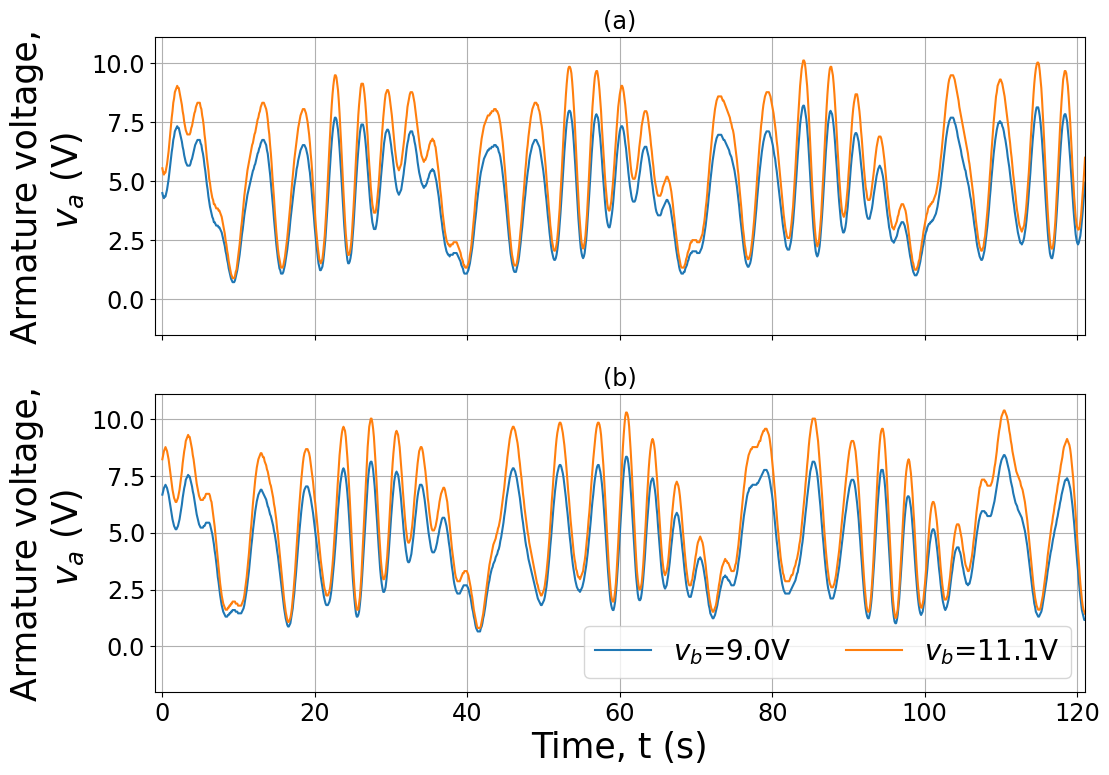 (a)
Armature voltage,
v_a (V)
10.0
7.5
5.0
2.5
0.0
(b)
Armature voltage,
v_a (V)
10.0
7.5
5.0
2.5
0.0
v_b=9.0V v_b=11.1V
0 20 40 60 80 100 120
Time, t (s)